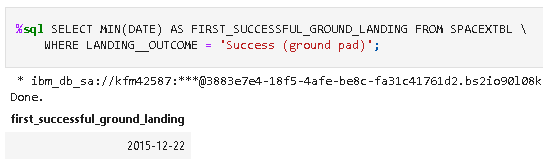 %sql SELECT MIN(DATE) AS FIRST_SUCCESSFUL_GROUND_LANDING FROM SPACEXTBL \
WHERE LANDING__OUTCOME = 'Success (ground pad)';
* ibm_db_sa://kfm42587:***@3883e7e4-18f5-4afe-be8c-fa31c41761d2.bs2io90l08k
Done.
first_successful_ground_landing
2015-12-22